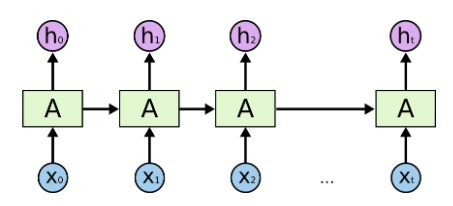 h₀ h₁ h₂ hₜ
A A A A
x₀ x₁ x₂ ... xₜ